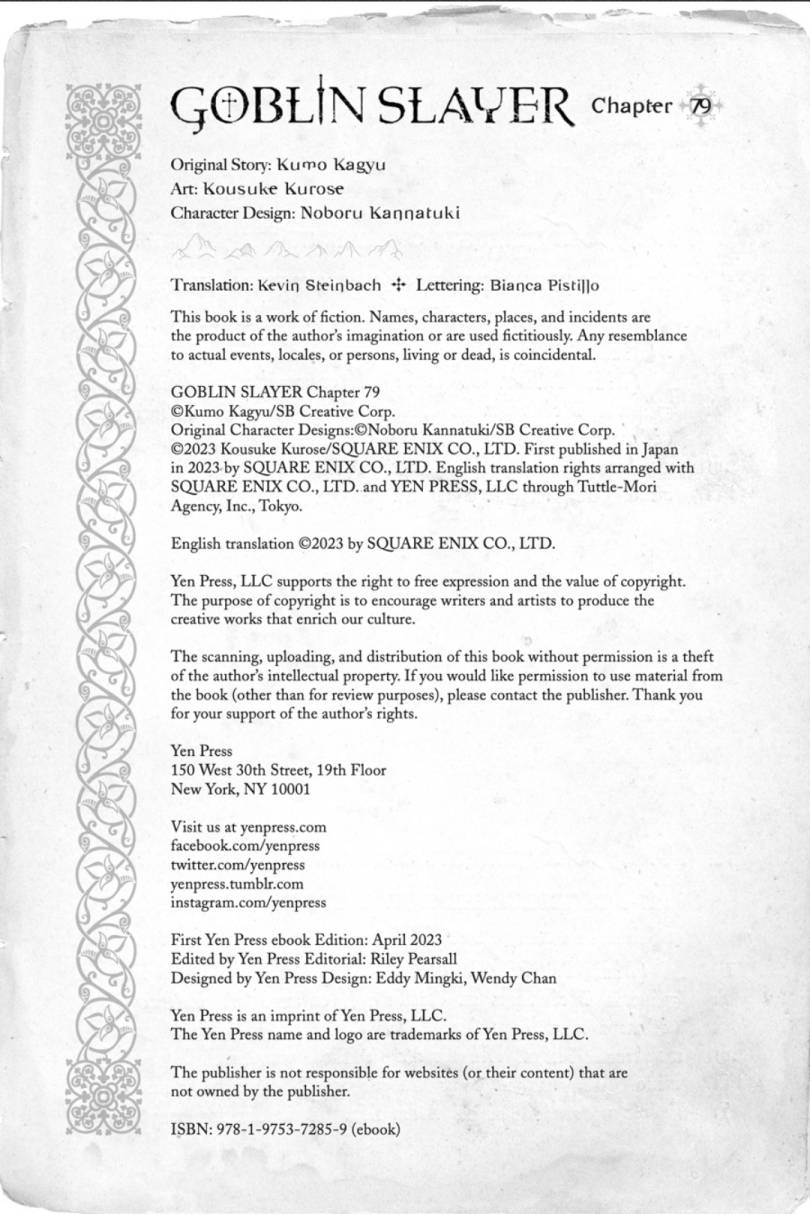 GOBLIN SLAYER Chapter 79
Original Story: Kumo Kagyu
Art: Kousuke Kurose
Character Design: Noboru Kannatuki
Translation: Kevin Steinbach ✣ Lettering: Bianca Pistillo
This book is a work of fiction. Names, characters, places, and incidents are
the product of the author's imagination or are used fictitiously. Any resemblance
to actual events, locales, or persons, living or dead, is coincidental.
GOBLIN SLAYER Chapter 79
©Kumo Kagyu/SB Creative Corp.
Original Character Designs:©Noboru Kannatuki/SB Creative Corp.
©2023 Kousuke Kurose/SQUARE ENIX CO., LTD. First published in Japan
in 2023 by SQUARE ENIX CO., LTD. English translation rights arranged with
SQUARE ENIX CO., LTD. and YEN PRESS, LLC through Tuttle-Mori
Agency, Inc., Tokyo.
English translation ©2023 by SQUARE ENIX CO., LTD.
Yen Press, LLC supports the right to free expression and the value of copyright.
The purpose of copyright is to encourage writers and artists to produce the
creative works that enrich our culture.
The scanning, uploading, and distribution of this book without permission is a theft
of the author's intellectual property. If you would like permission to use material from
the book (other than for review purposes), please contact the publisher. Thank you
for your support of the author's rights.
Yen Press
150 West 30th Street, 19th Floor
New York, NY 10001
Visit us at yenpress.com
facebook.com/yenpress
twitter.com/yenpress
yenpress.tumblr.com
instagram.com/yenpress
First Yen Press ebook Edition: April 2023
Edited by Yen Press Editorial: Riley Pearsall
Designed by Yen Press Design: Eddy Mingki, Wendy Chan
Yen Press is an imprint of Yen Press, LLC.
The Yen Press name and logo are trademarks of Yen Press, LLC.
The publisher is not responsible for websites (or their content) that are
not owned by the publisher.
ISBN: 978-1-9753-7285-9 (ebook)